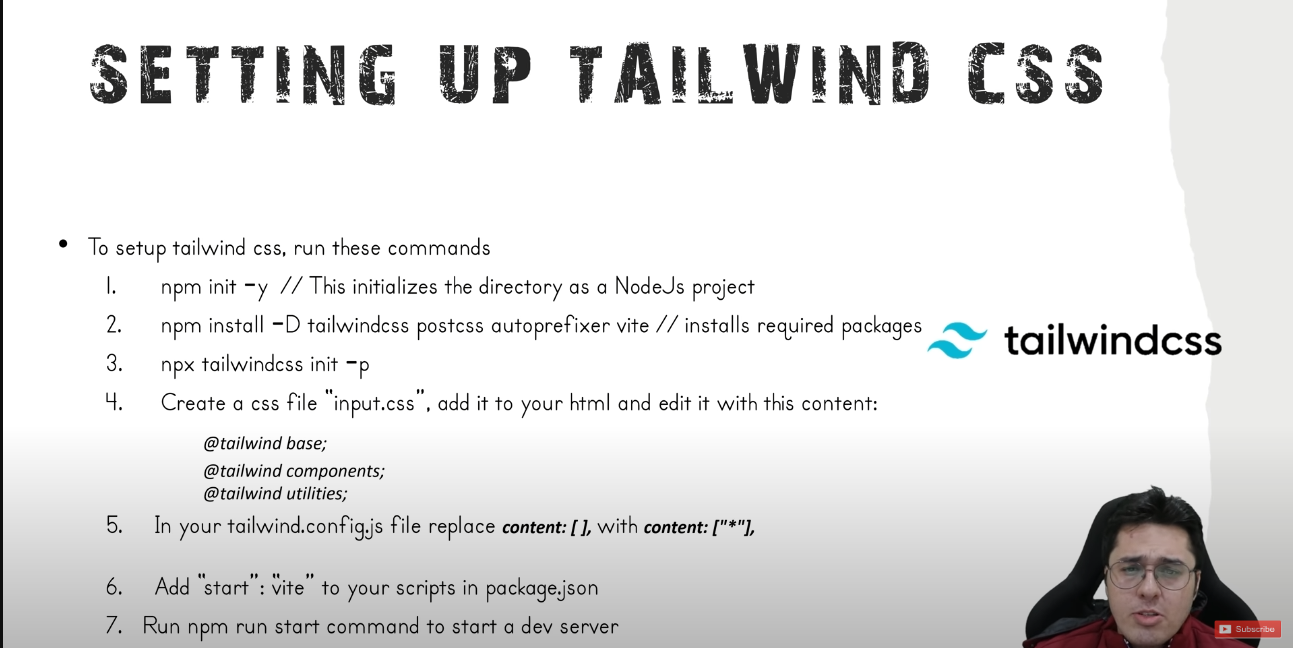 SETTING UP TAILWIND CSS
• To setup tailwind css, run these commands
1. npm init -y // This initializes the directory as a NodeJs project
2. npm install -D tailwindcss postcss autoprefixer vite // installs required packages
tailwindcss
3. npx tailwindcss init -p
4. Create a css file "input.css", add it to your html and edit it with this content:
@tailwind base;
@tailwind components;
@tailwind utilities;
5. In your tailwind.config.js file replace content: [ ], with content: ["*"],
6. Add "start": "vite" to your scripts in package.json
7. Run npm run start command to start a dev server
Subscribe